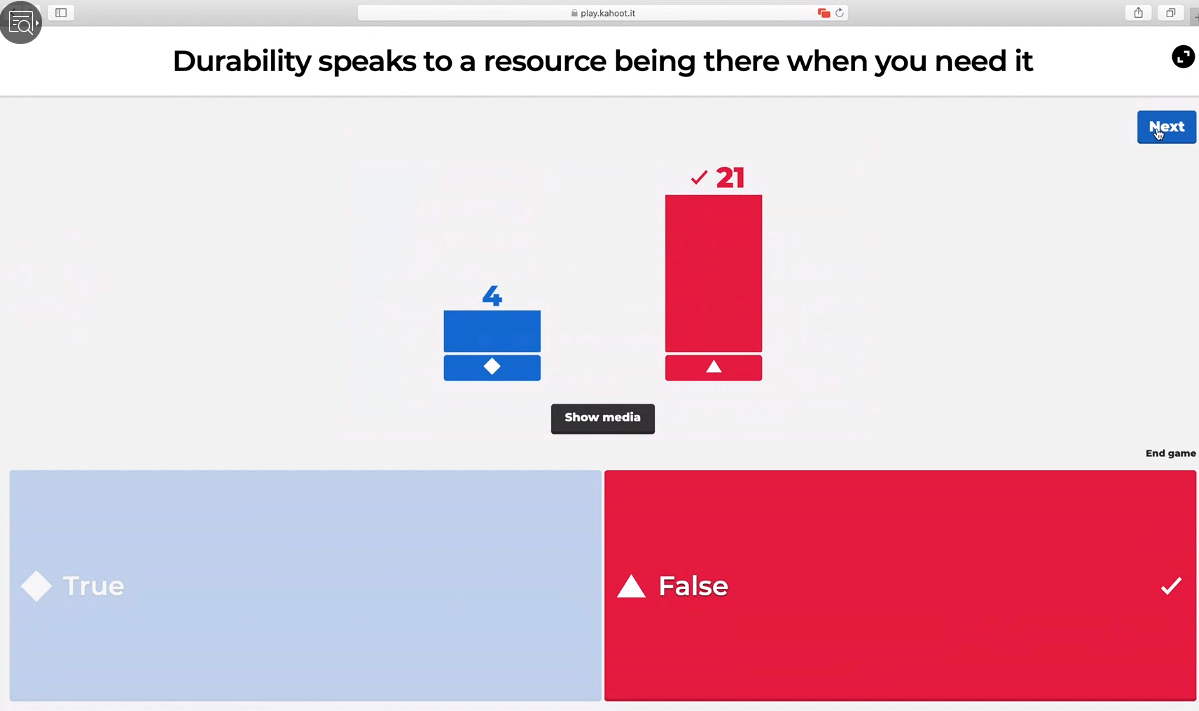 play.kahoot.it
Durability speaks to a resource being there when you need it
Next
21
4
Show media
End game
True
False